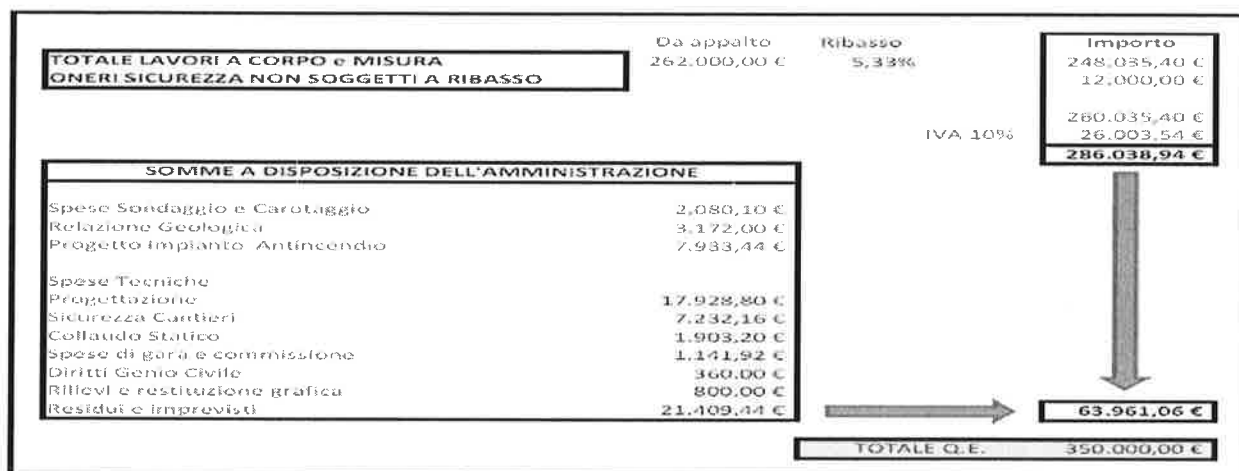 Da appalto Ribasso Importo
TOTALE LAVORI A CORPO e MISURA 262.000,00 € 5,33% 248.035,40 €
ONERI SICUREZZA NON SOGGETTI A RIBASSO 12.000,00 €
260.035,40 €
IVA 10% 26.003,54 €
286.038,94 €
SOMME A DISPOSIZIONE DELL'AMMINISTRAZIONE
Spese Sondaggio e Carotaggio 2.080,10 €
Relazione Geologica 3.172,00 €
Progetto Impianto Antincendio 7.933,44 €
Spese Tecniche
Progettazione 17.928,80 €
Sicurezza Cantieri 7.232,16 €
Collaudo Statico 1.903,20 €
Spese di gara e commissione 1.141,92 €
Diritti Genio Civile 360,00 €
Rilievi e restituzione grafica 800,00 €
Residui e imprevisti 21.409,44 € 63.961,06 €
TOTALE Q.E. 350.000,00 €